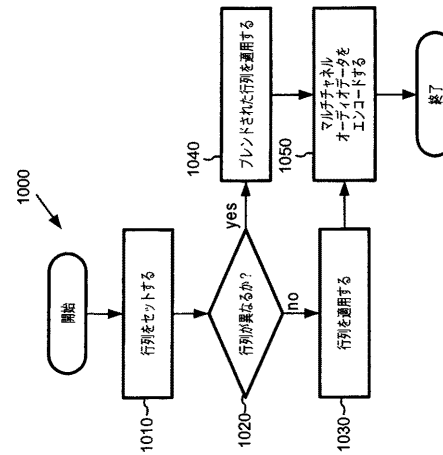 1000
開始
行列をセットする
1010
行列が異なるか?
1020
yes
no
行列を適用する
1030
ブレンドされた行列を適用する
1040
マルチチャネル
オーディオデータを
エンコードする
1050
終了